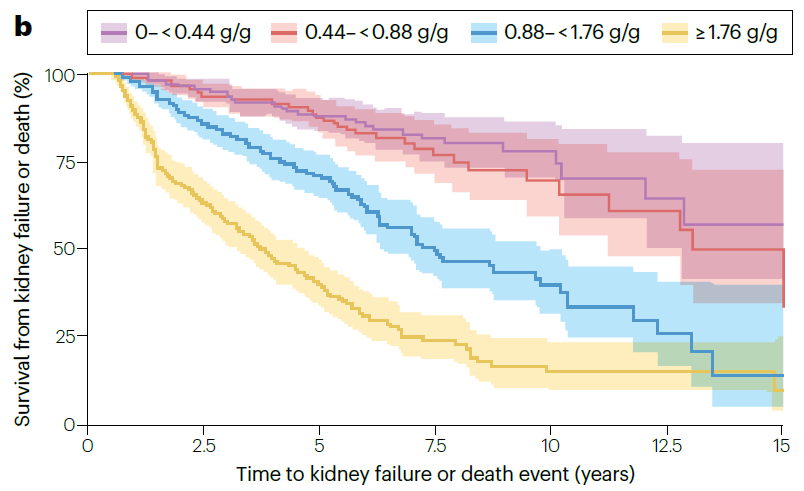 b
0–<0.44 g/g 0.44–<0.88 g/g 0.88–<1.76 g/g ≥1.76 g/g
Survival from kidney failure or death (%)
100
75
50
25
0
0 2.5 5 7.5 10 12.5 15
Time to kidney failure or death event (years)